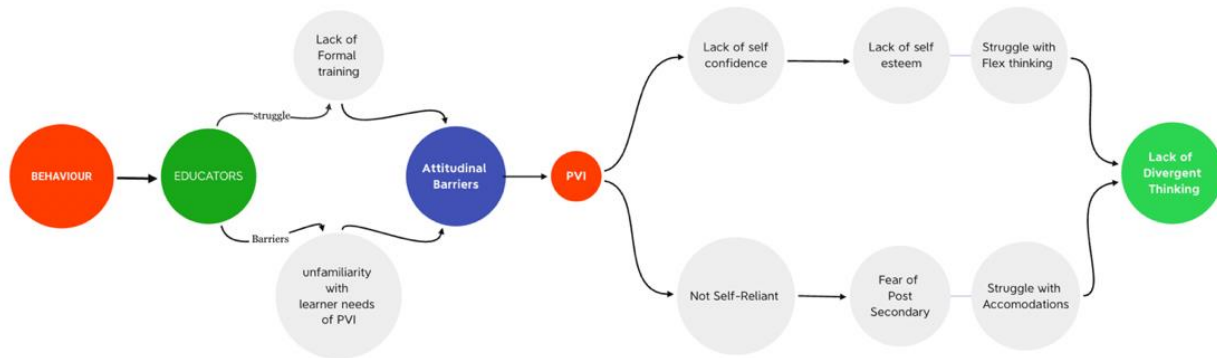 BEHAVIOUR
EDUCATORS
struggle
Lack of
Formal
training
Barriers
unfamiliarity
with
learner needs
of PVI
Attitudinal
Barriers
PVI
Lack of self
confidence
Lack of self
esteem
Struggle with
Flex thinking
Not Self-Reliant
Fear of
Post
Secondary
Struggle with
Accomodations
Lack of
Divergent
Thinking